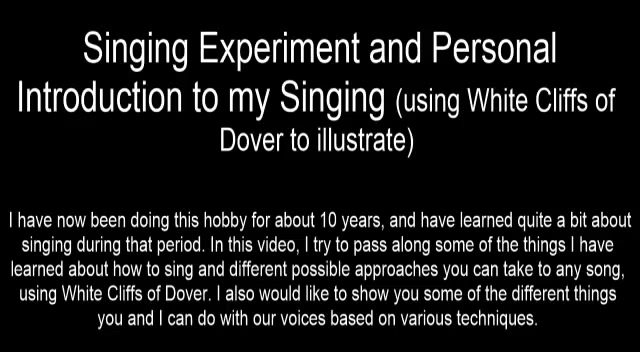 Singing Experiment and Personal
Introduction to my Singing (using White Cliffs of
Dover to illustrate)
I have now been doing this hobby for about 10 years, and have learned quite a bit about
singing during that period. In this video, I try to pass along some of the things I have
learned about how to sing and different possible approaches you can take to any song,
using White Cliffs of Dover. I also would like to show you some of the different things
you and I can do with our voices based on various techniques.